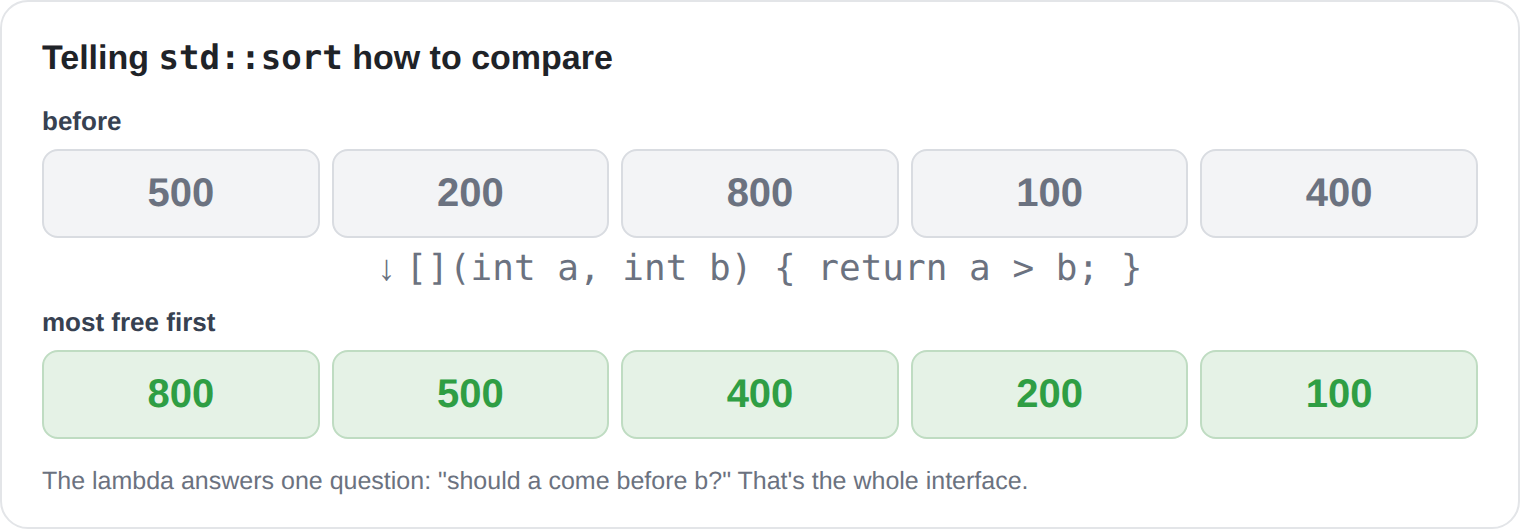 Telling std::sort how to compare
before
500 200 800 100 400
↓ [](int a, int b) { return a > b; }
most free first
800 500 400 200 100
The lambda answers one question: "should a come before b?" That's the whole interface.